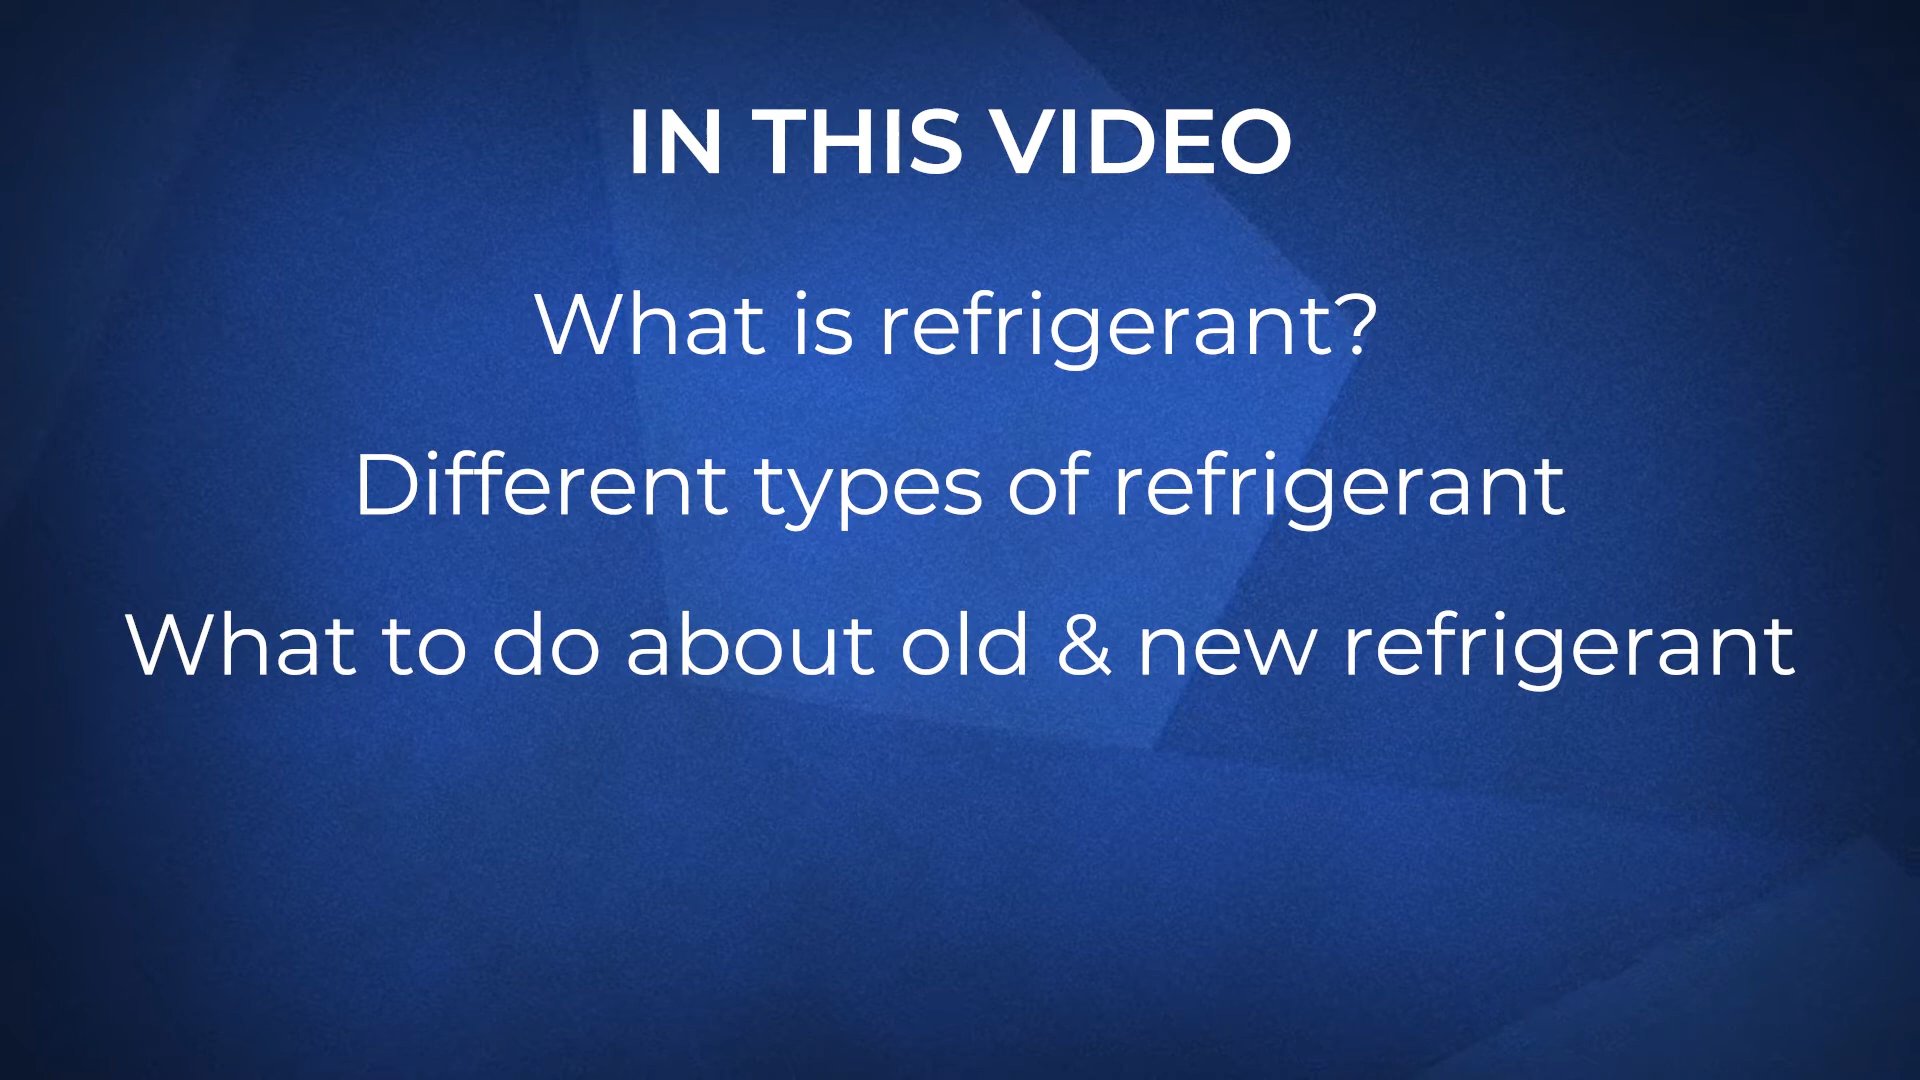 IN THIS VIDEO
What is refrigerant?
Different types of refrigerant
What to do about old & new refrigerant